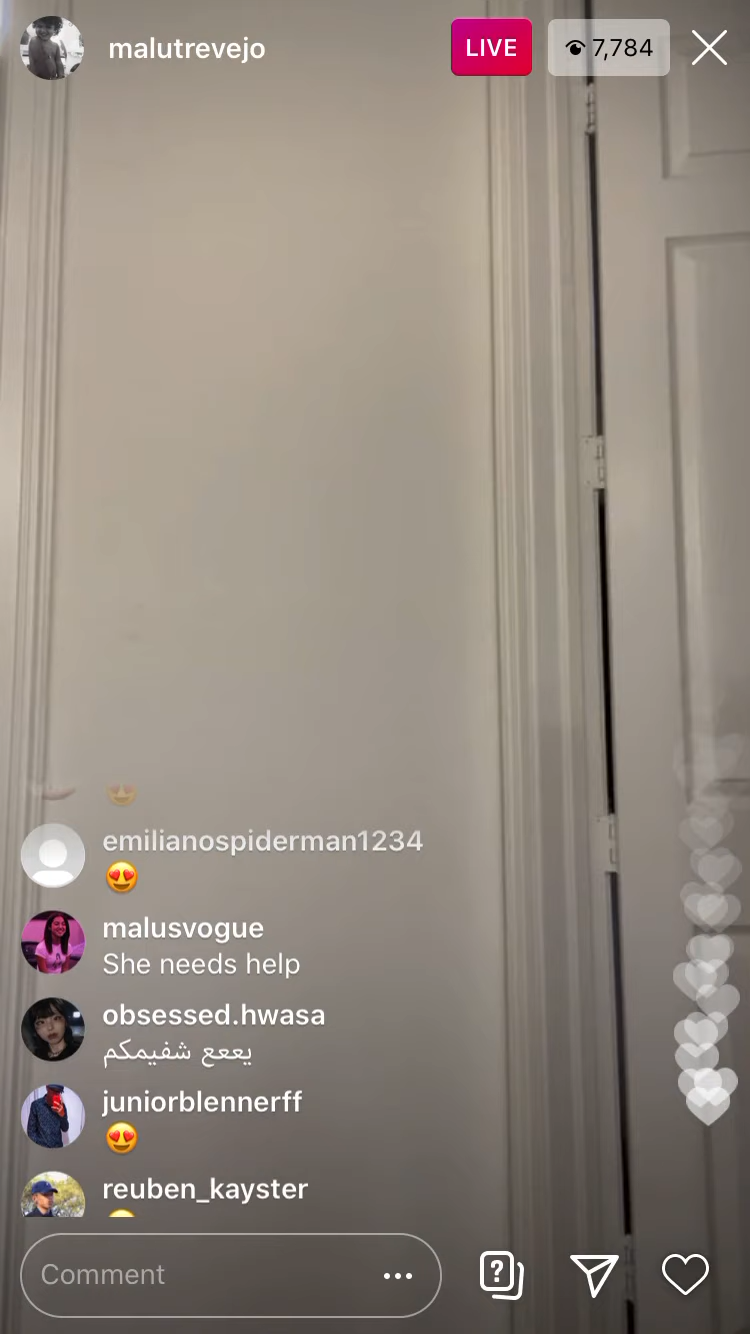 malutrevejo
LIVE
7,784
emilianospiderman1234
😍
malusvogue
She needs help
obsessed.hwasa
يععع شفيمكم
juniorblennerff
😍
reuben_kayster
Comment